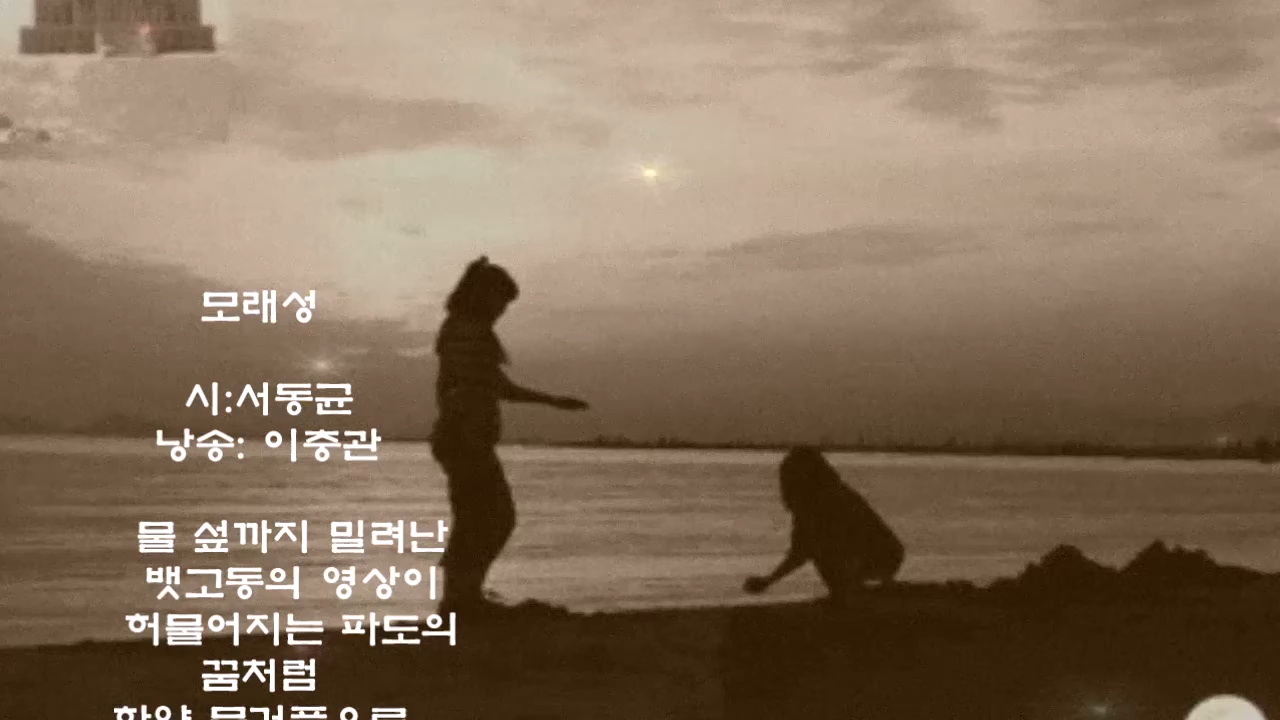 모래성
시:서동균
낭송: 이충관
물 섶까지 밀려난
뱃고동의 영상이
허물어지는 파도의
꿈처럼